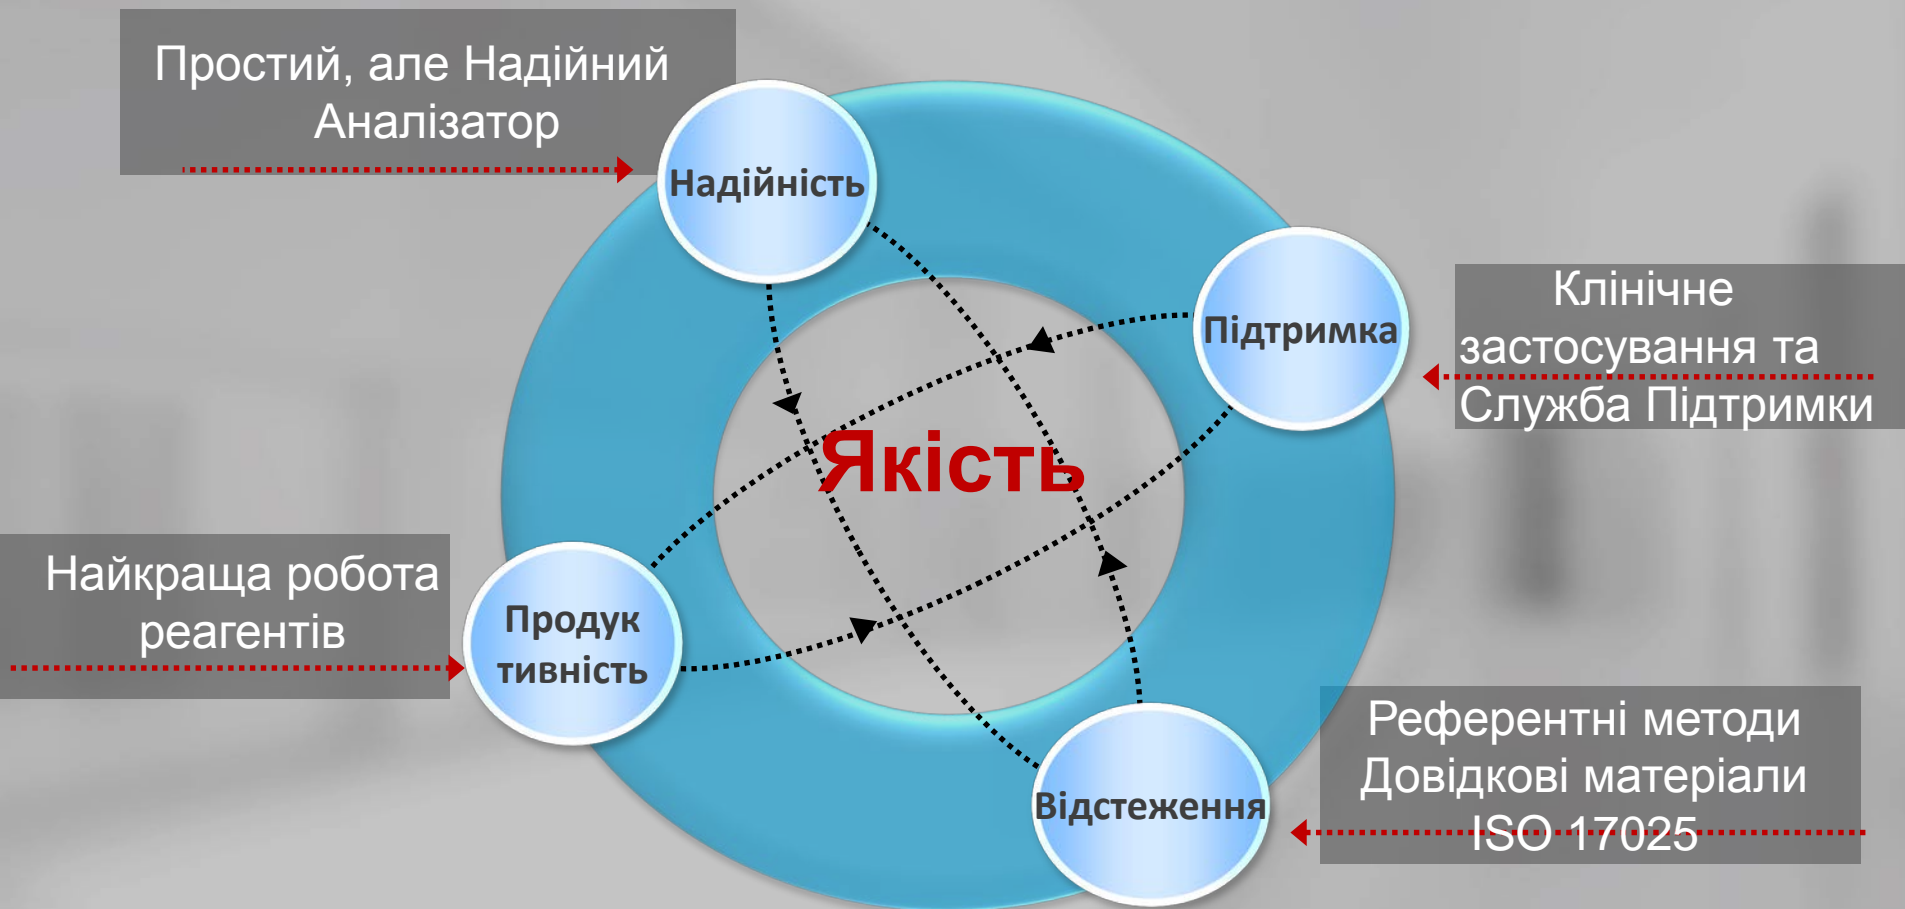 Простий, але Надійний
Аналізатор
Надійність
Підтримка
Клінічне
застосування та
Служба Підтримки
Якість
Найкраща робота
реагентів
Продук
тивність
Відстеження
Референтні методи
Довідкові матеріали
ISO 17025